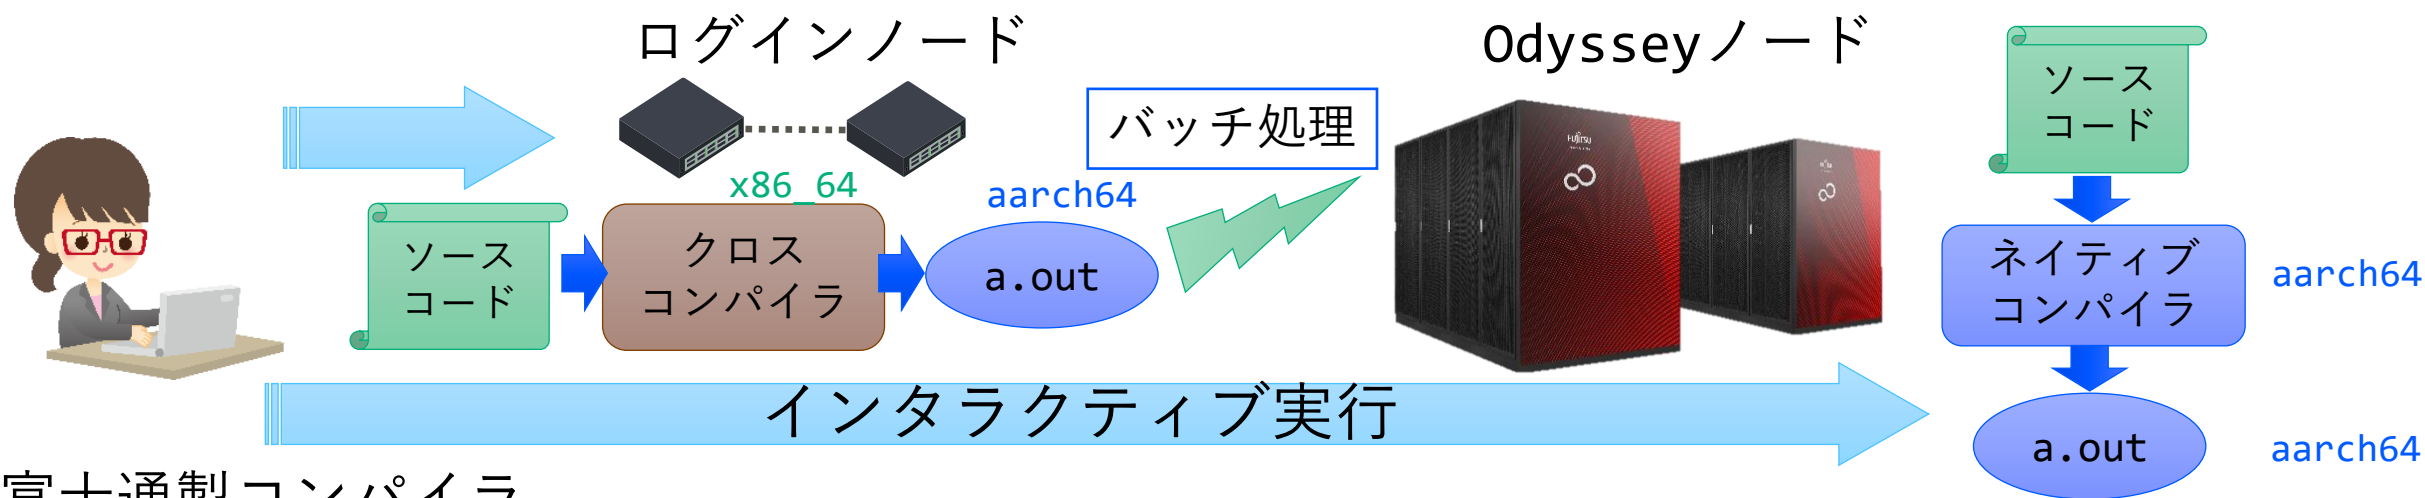 ログインノード
Odysseyノード
ソース
コード
バッチ処理
FUJITSU
x86_64
aarch64
ソース
コード
クロス
コンパイラ
a.out
ネイティブ
コンパイラ
aarch64
インタラクティブ実行
a.out
aarch64
富士通製コンパイラ